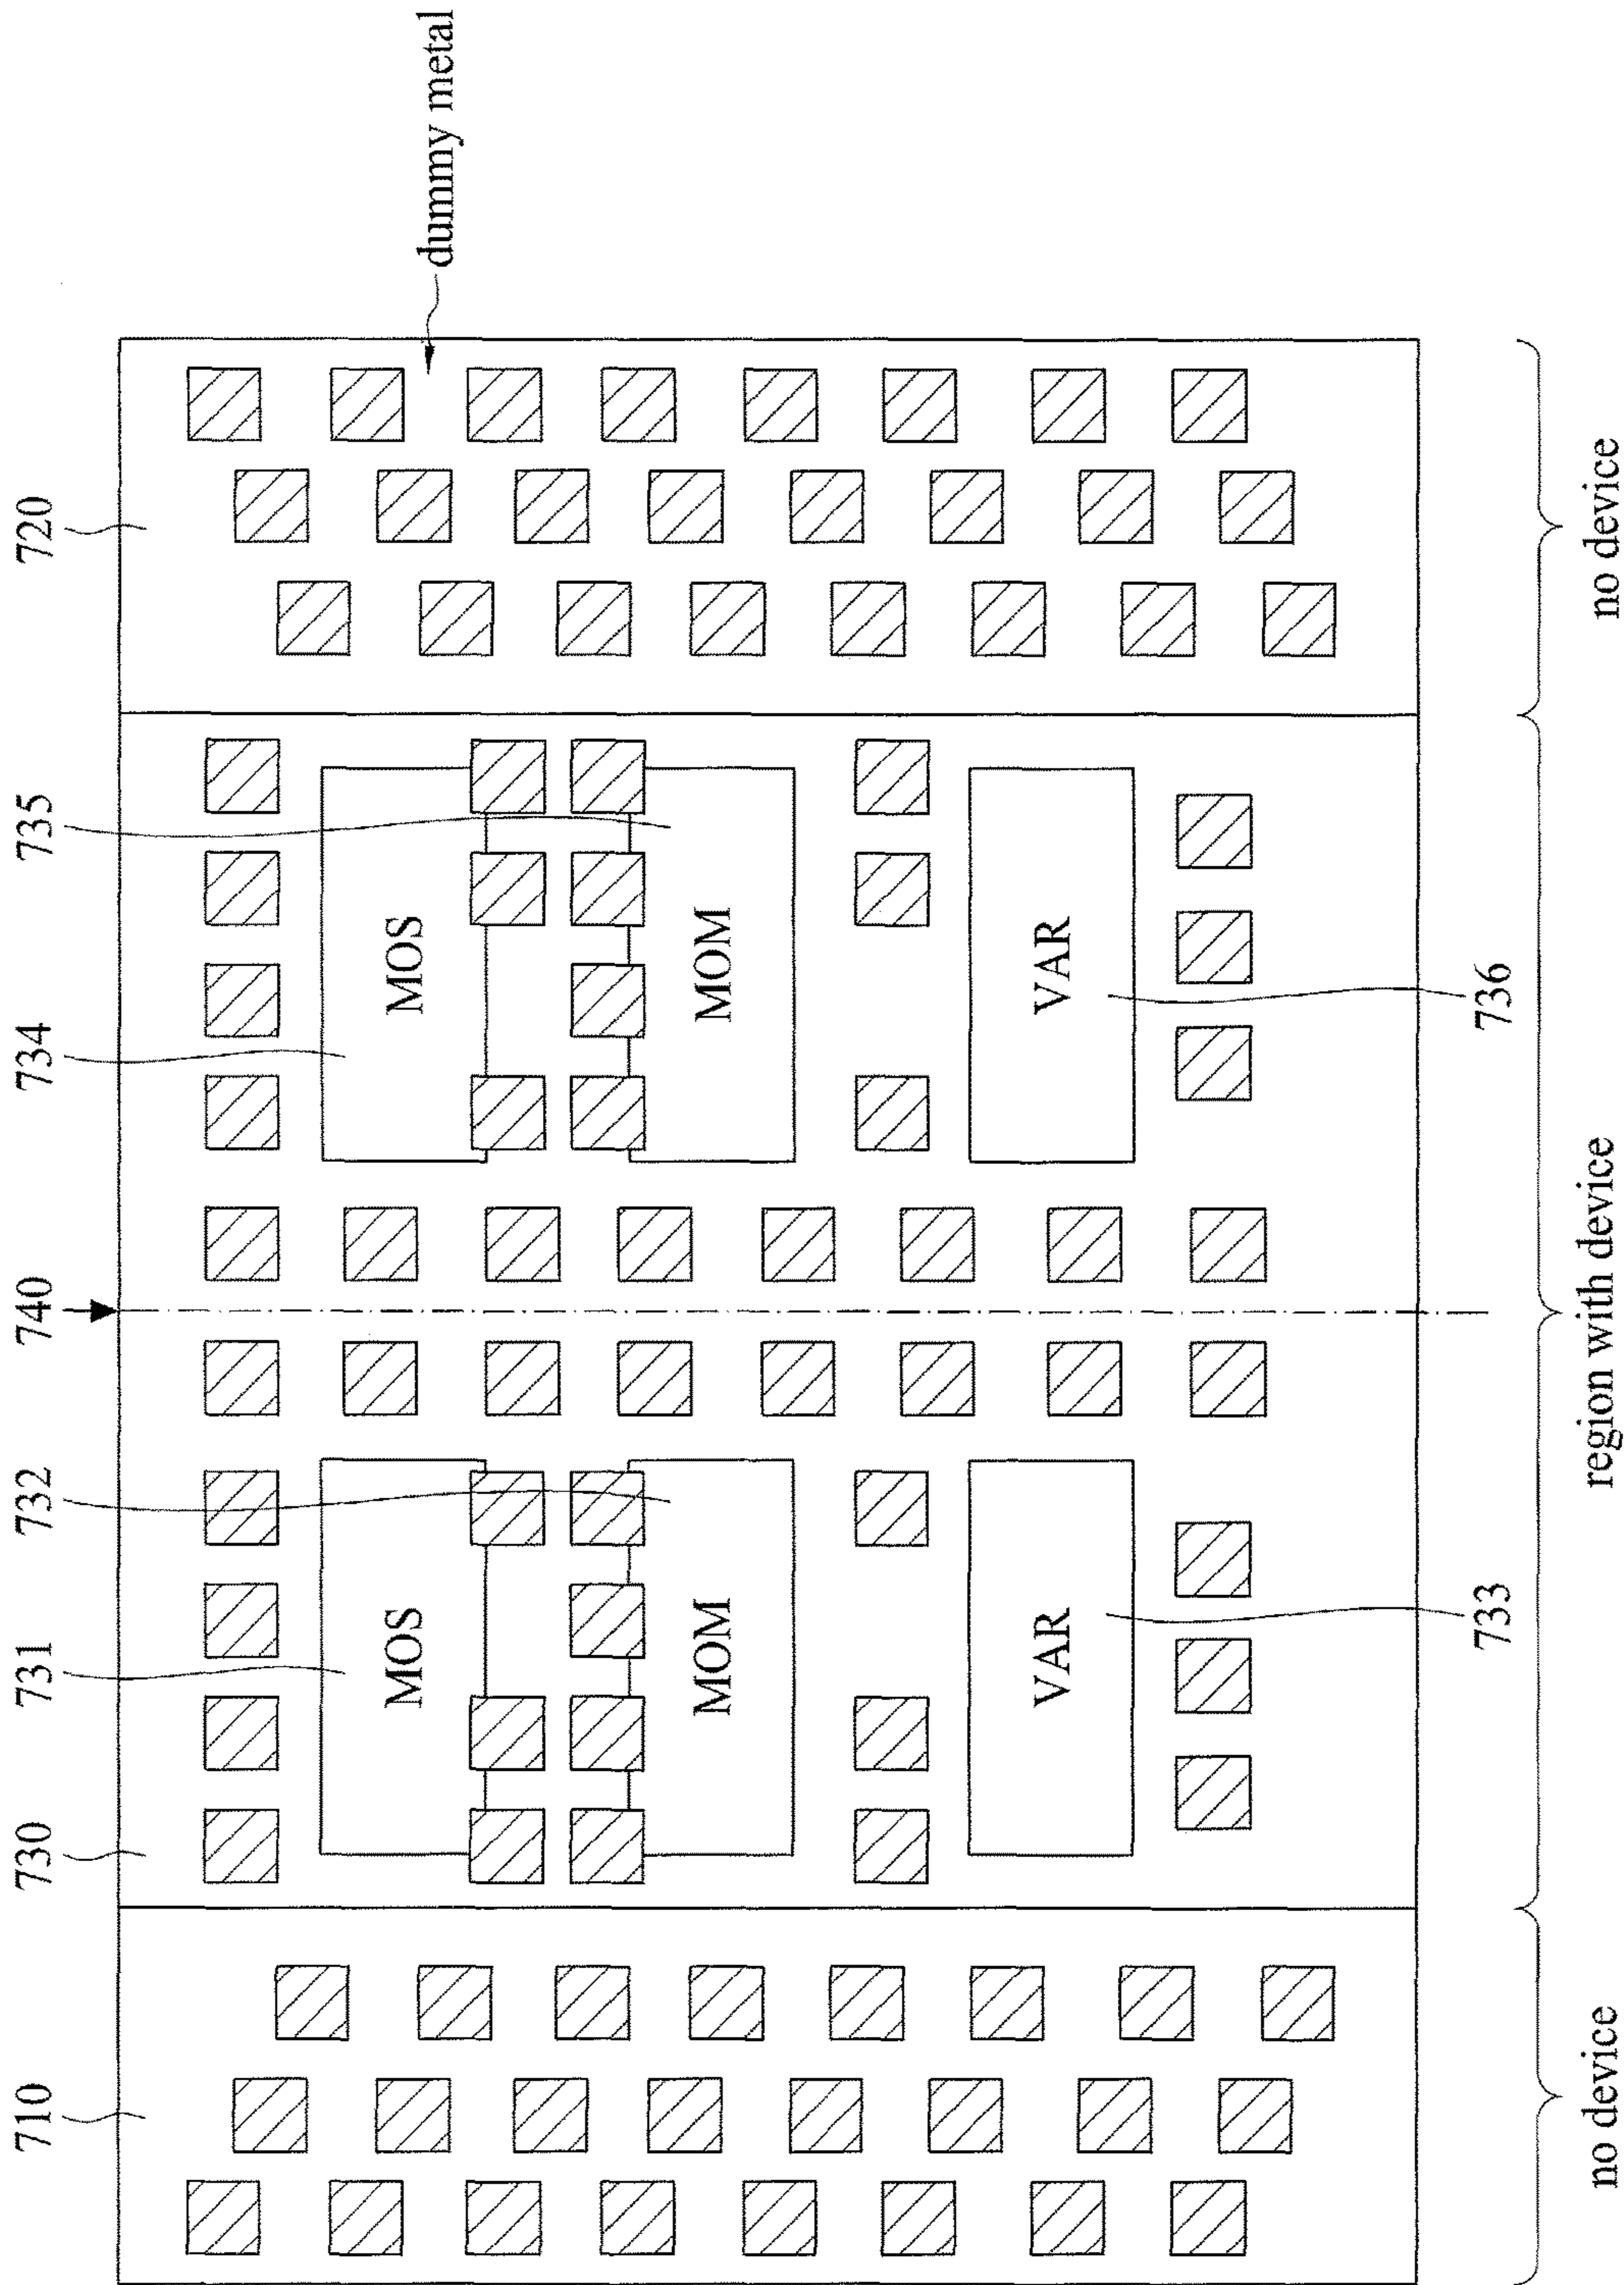 710
730
731
732
740
734
735
720
dummy metal
MOS
MOS
MOM
MOM
VAR
VAR
733
736
no device
region with device
no device